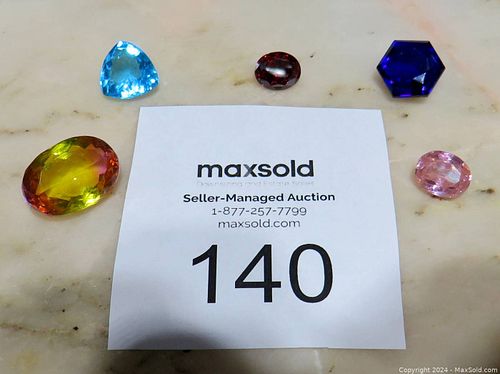 maxsold
Downsizing and Estate Sales
Seller-Managed Auction
1-877-257-7799
maxsold.com
140
Copyright 2024 - MaxSold.com